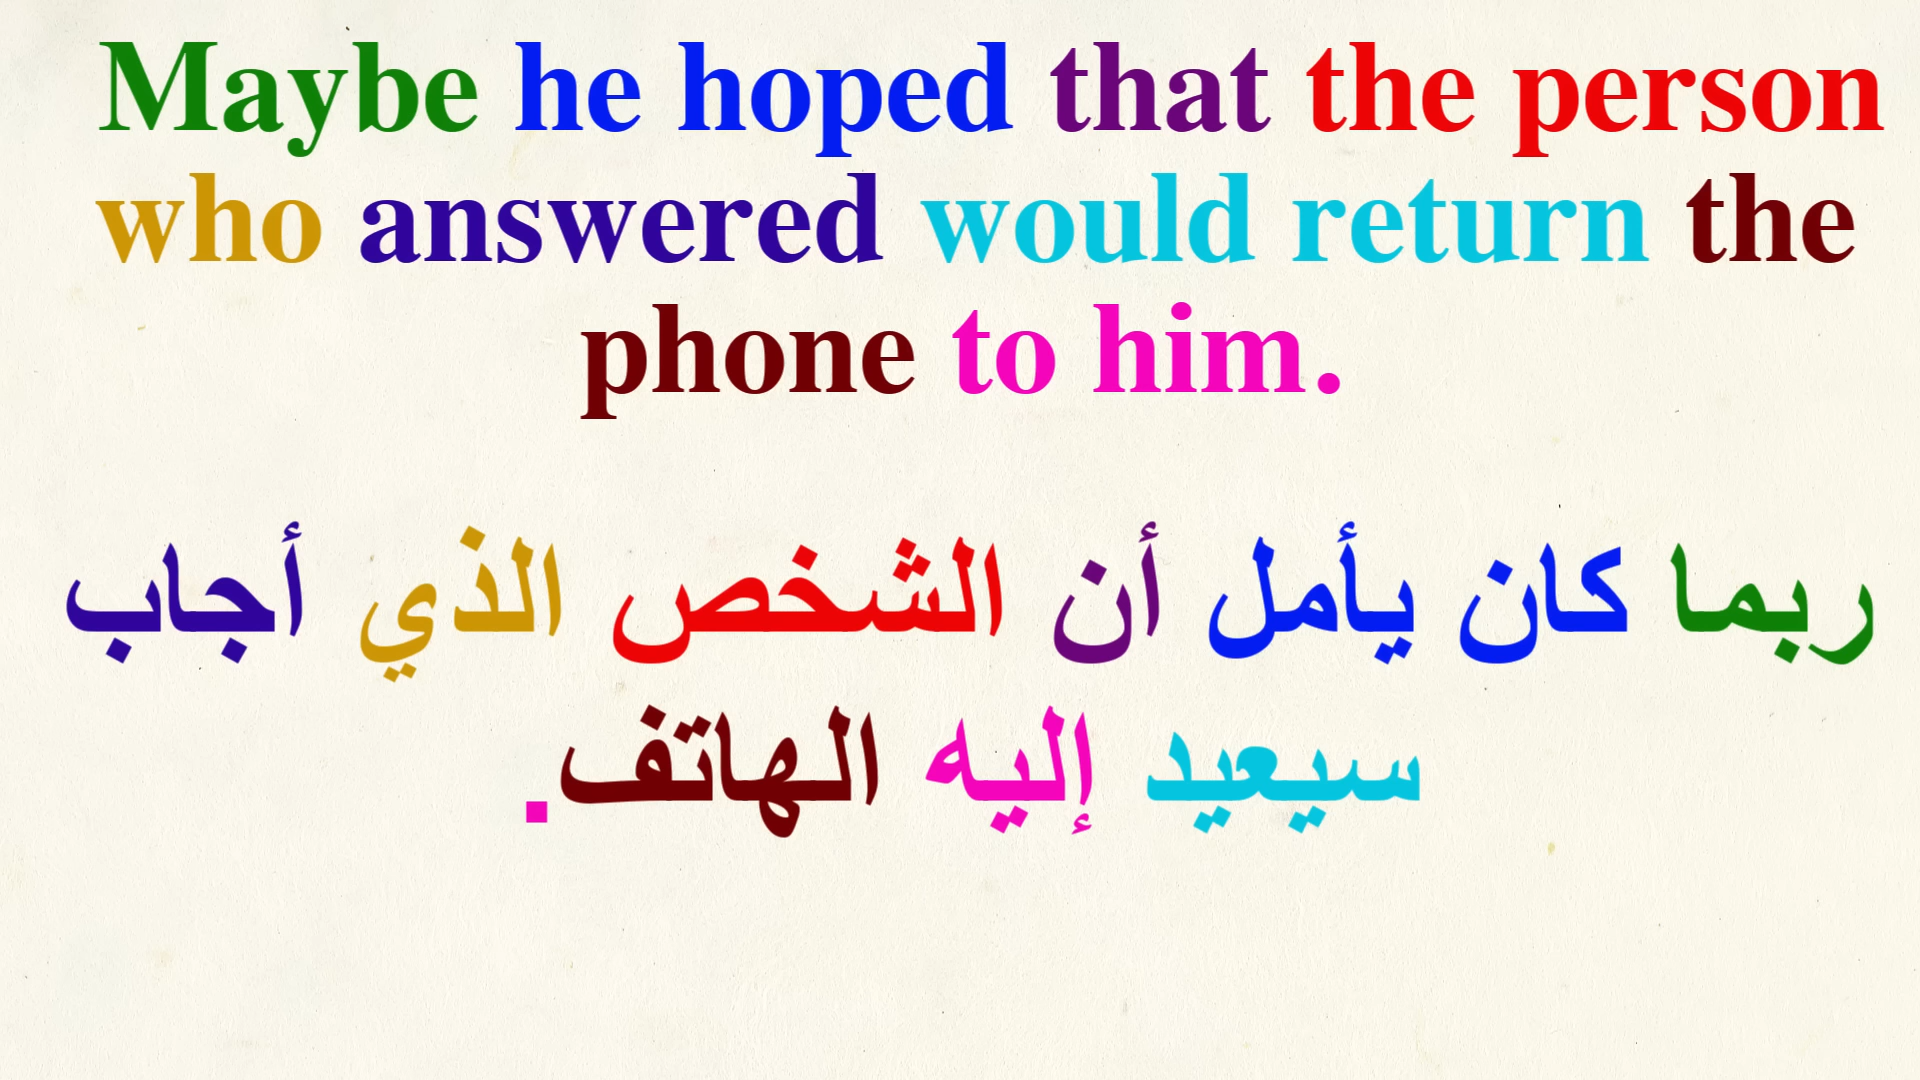 Maybe he hoped that the person
who answered would return the
phone to him.
ربما كان يأمل أن الشخص الذي أجاب
سيعيد إليه الهاتف.